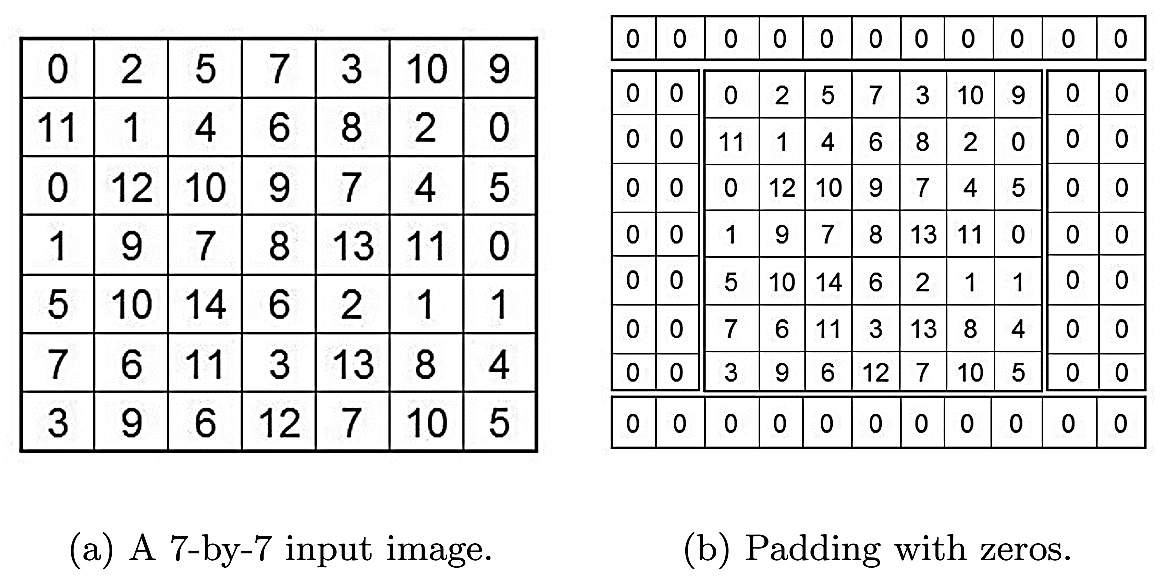 0 2 5 7 3 10 9
11 1 4 6 8 2 0
0 12 10 9 7 4 5
1 9 7 8 13 11 0
5 10 14 6 2 1 1
7 6 11 3 13 8 4
3 9 6 12 7 10 5
(a) A 7-by-7 input image.
0 0 0 0 0 0 0 0 0 0 0
0 0 0 2 5 7 3 10 9 0 0
0 0 11 1 4 6 8 2 0 0 0
0 0 0 12 10 9 7 4 5 0 0
0 0 1 9 7 8 13 11 0 0 0
0 0 5 10 14 6 2 1 1 0 0
0 0 7 6 11 3 13 8 4 0 0
0 0 3 9 6 12 7 10 5 0 0
0 0 0 0 0 0 0 0 0 0 0
(b) Padding with zeros.